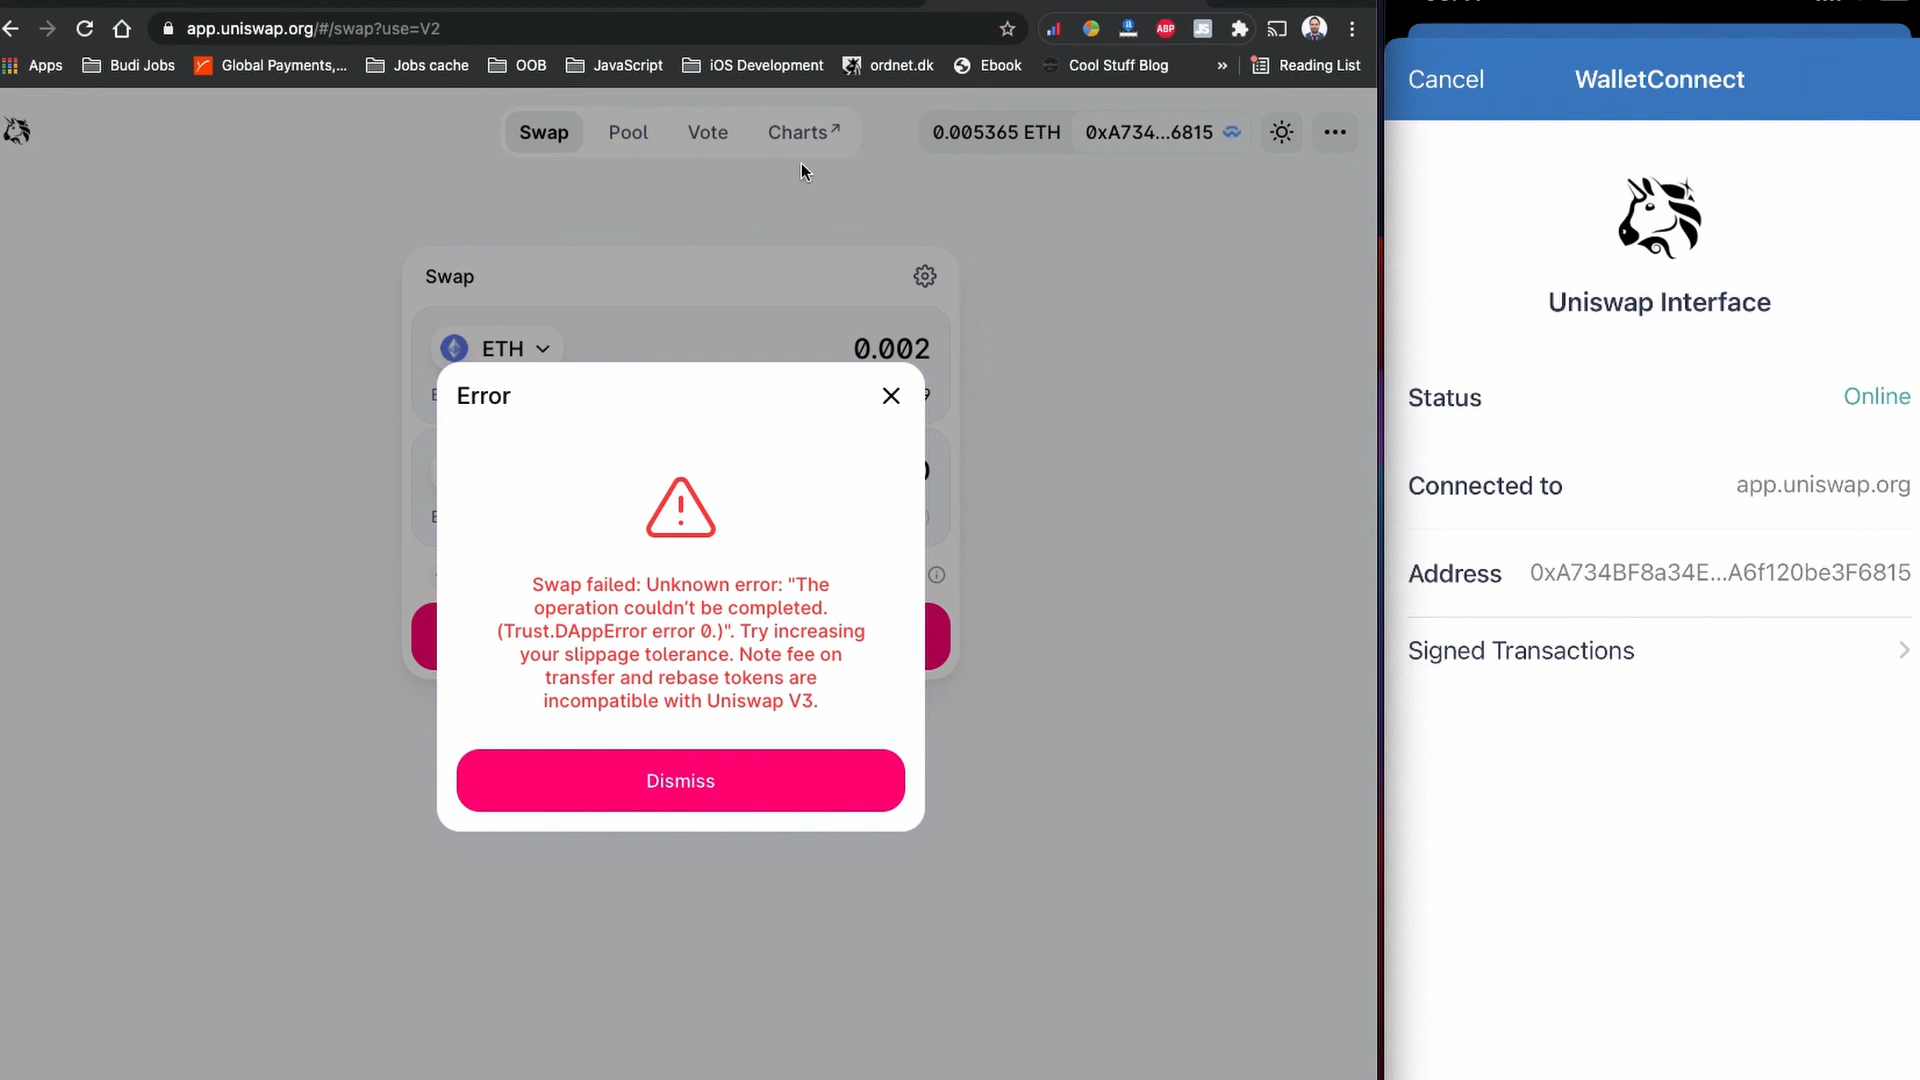 app.uniswap.org/#/swap?use=V2
ABP
JS
Apps
Budi Jobs
Global Payments,...
Jobs cache
OOB
JavaScript
iOS Development
ordnet.dk
Ebook
Cool Stuff Blog
»
Reading List
Swap
Pool
Vote
Charts↗
0.005365 ETH
0xA734...6815
Swap
ETH
0.002
Error
Swap failed: Unknown error: "The
operation couldn’t be completed.
(Trust.DAppError error 0.)". Try increasing
your slippage tolerance. Note fee on
transfer and rebase tokens are
incompatible with Uniswap V3.
Dismiss
Cancel
WalletConnect
Uniswap Interface
Status
Online
Connected to
app.uniswap.org
Address
0xA734BF8a34E...A6f120be3F6815
Signed Transactions